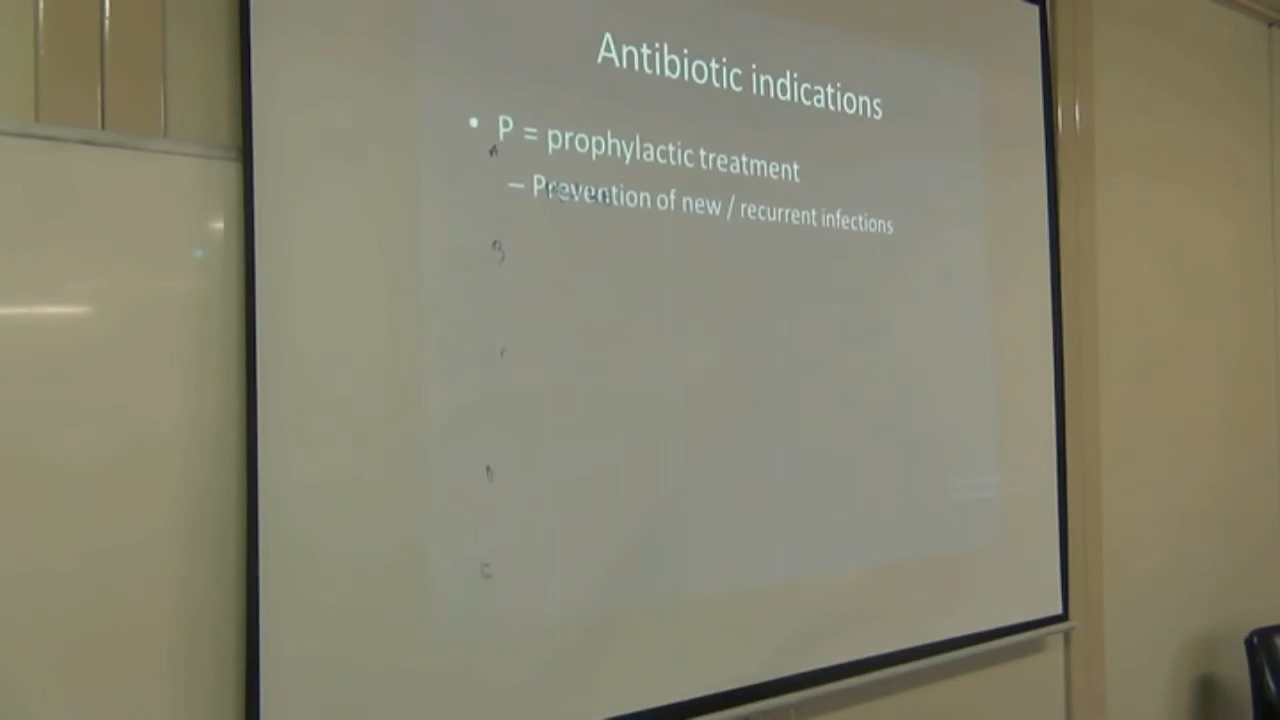 Antibiotic indications
• P = prophylactic treatment
A
– Prevention of new / recurrent infections
B